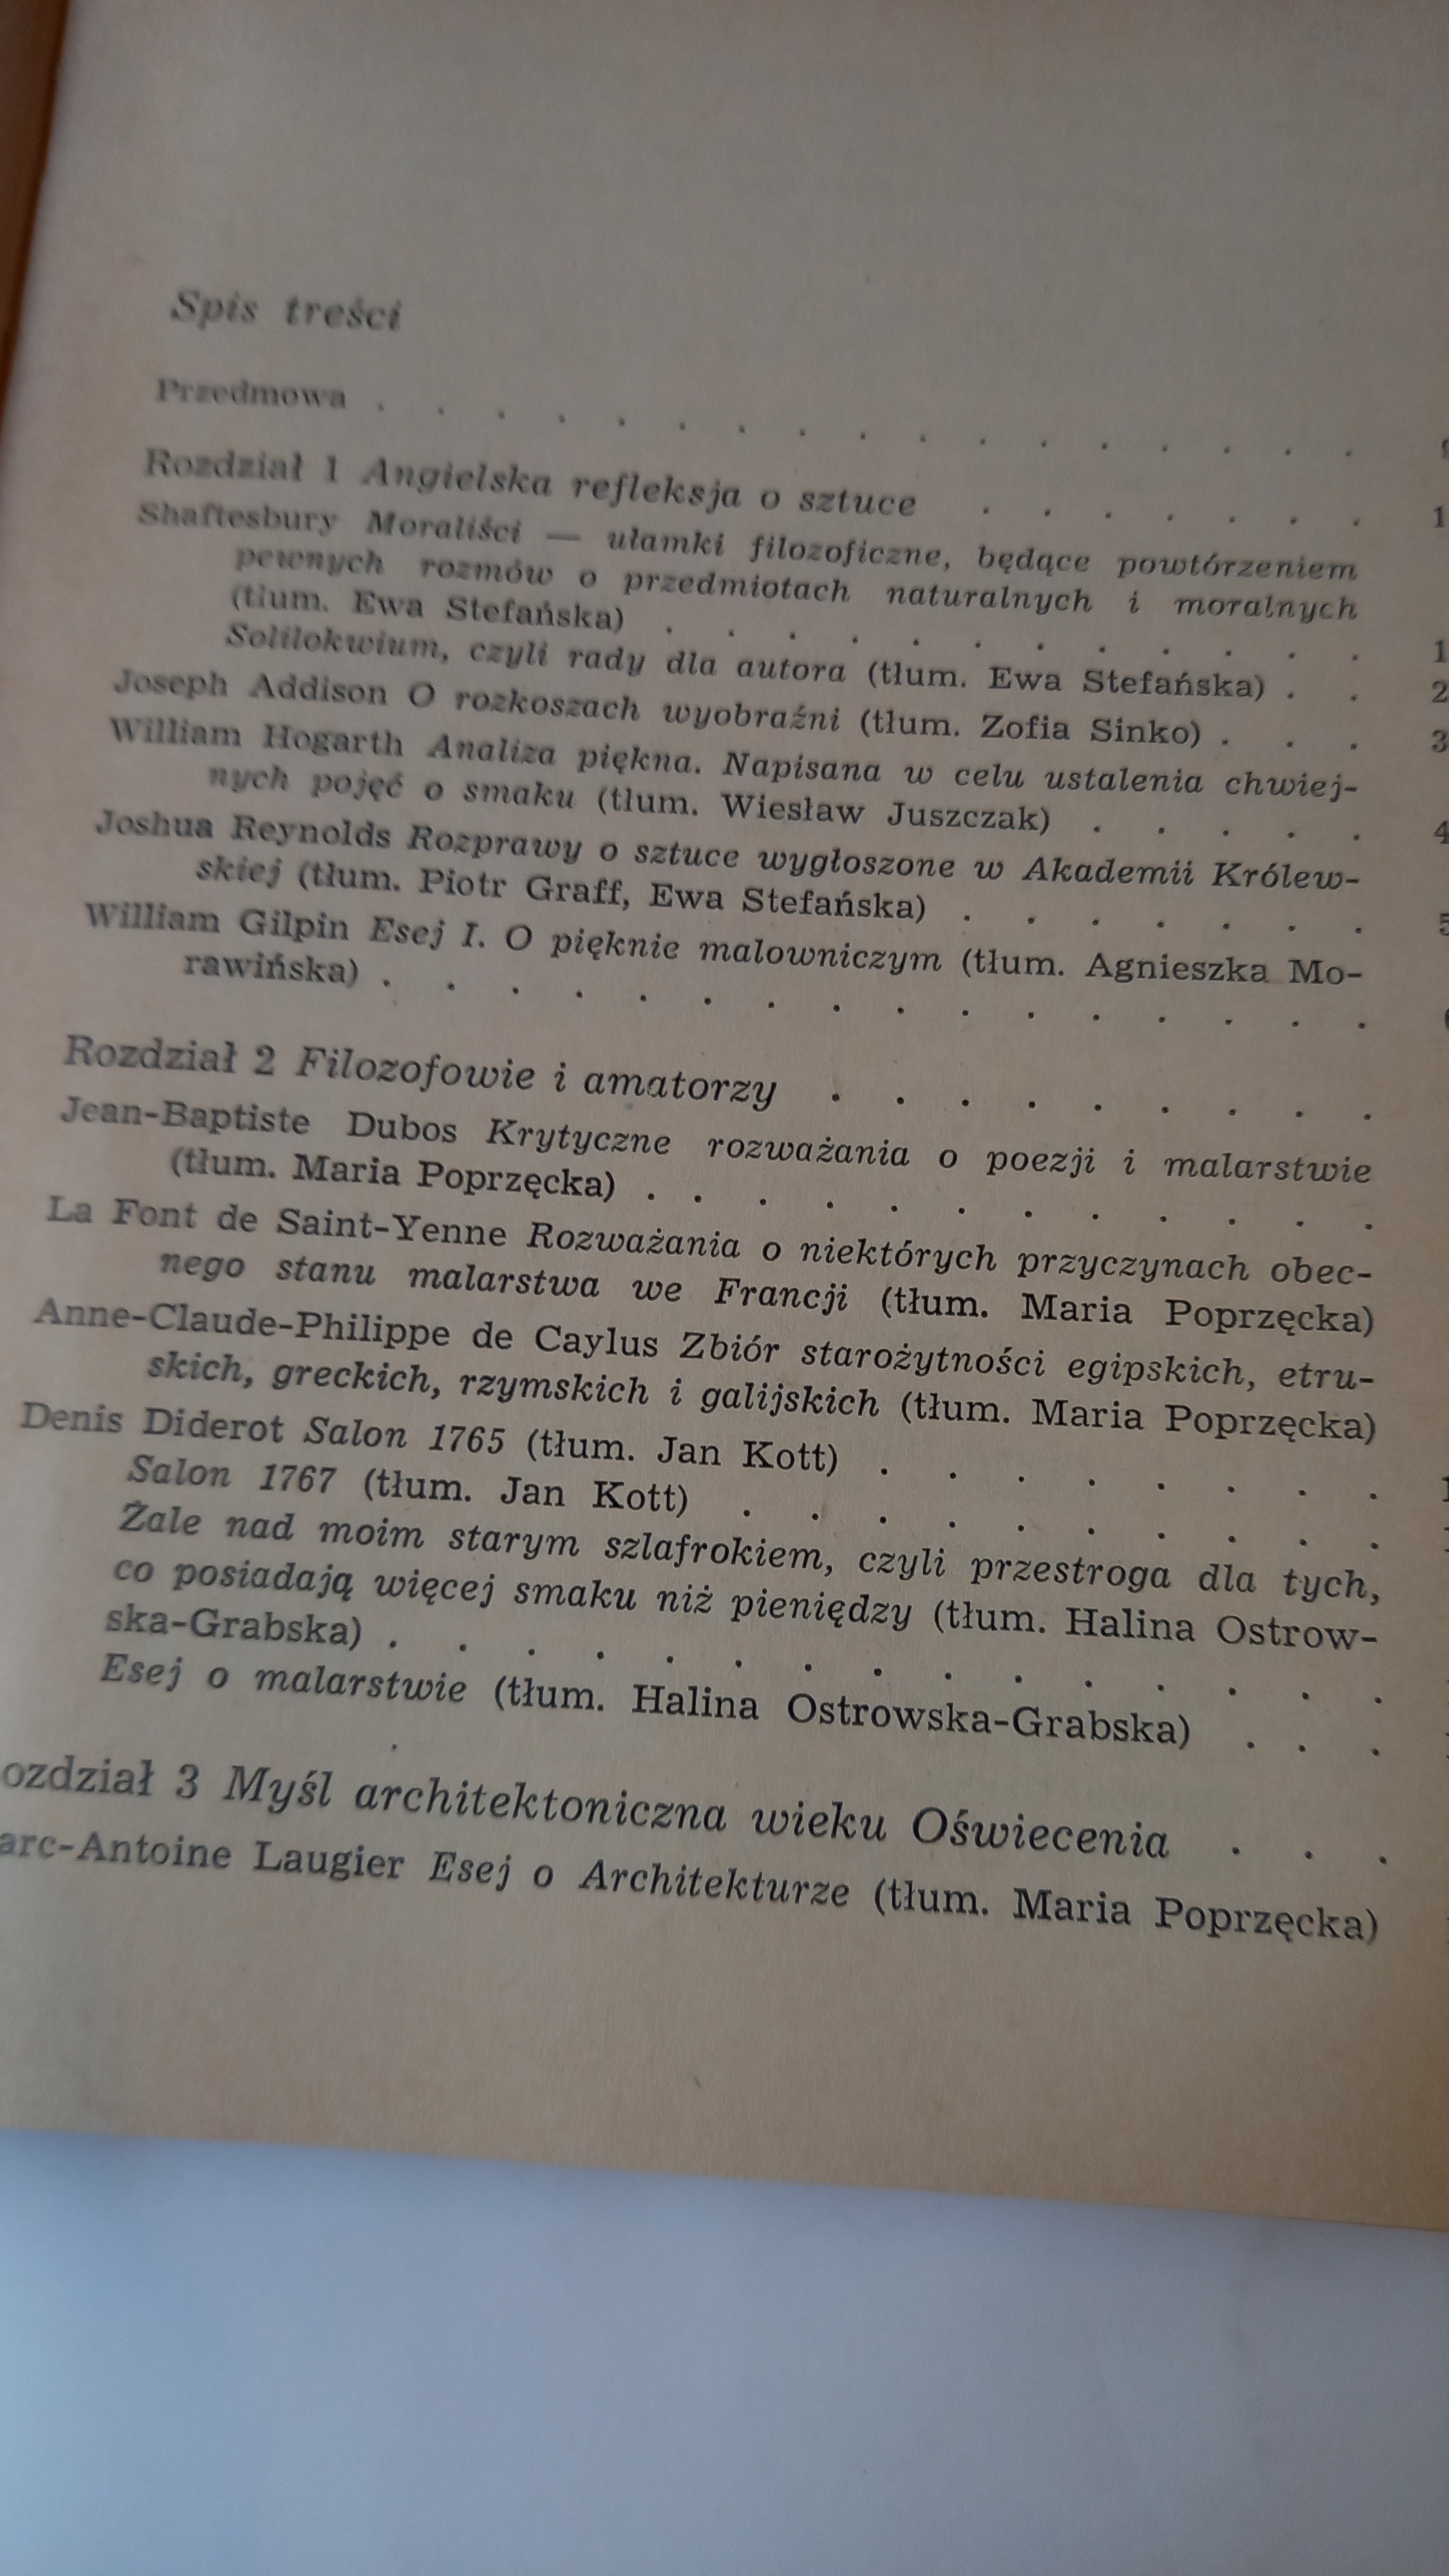 Spis treści
Przedmowa . . . . . . . . . . . . . . . . .
Rozdział 1 Angielska refleksja o sztuce . . . . . . . 1
Shaftesbury Moraliści — ułamki filozoficzne, będące powtórzeniem
pewnych rozmów o przedmiotach naturalnych i moralnych
(tłum. Ewa Stefańska) . . . . . . . . . . . . 1
Solilokwium, czyli rady dla autora (tłum. Ewa Stefańska) . . 2
Joseph Addison O rozkoszach wyobraźni (tłum. Zofia Sinko) . . . 3
William Hogarth Analiza piękna. Napisana w celu ustalenia chwiej-
nych pojęć o smaku (tłum. Wiesław Juszczak) . . . . . 4
Joshua Reynolds Rozprawy o sztuce wygłoszone w Akademii Królew-
skiej (tłum. Piotr Graff, Ewa Stefańska) . . . . . . . 5
William Gilpin Esej I. O pięknie malowniczym (tłum. Agnieszka Mo-
rawińska) . . . . . . . . . . . . . . . .
Rozdział 2 Filozofowie i amatorzy . . . . . . . . .
Jean-Baptiste Dubos Krytyczne rozważania o poezji i malarstwie
(tłum. Maria Poprzęcka) . . . . . . . . . . . .
La Font de Saint-Yenne Rozważania o niektórych przyczynach obec-
nego stanu malarstwa we Francji (tłum. Maria Poprzęcka)
Anne-Claude-Philippe de Caylus Zbiór starożytności egipskich, etru-
skich, greckich, rzymskich i galijskich (tłum. Maria Poprzęcka)
Denis Diderot Salon 1765 (tłum. Jan Kott) . . . . . . . . 1
Salon 1767 (tłum. Jan Kott) . . . . . . . . . .
Żale nad moim starym szlafrokiem, czyli przestroga dla tych,
co posiadają więcej smaku niż pieniędzy (tłum. Halina Ostrow-
ska-Grabska) . . . . . . . . . . . . . . .
Esej o malarstwie (tłum. Halina Ostrowska-Grabska) . . .
ozdział 3 Myśl architektoniczna wieku Oświecenia . . .
arc-Antoine Laugier Esej o Architekturze (tłum. Maria Poprzęcka)